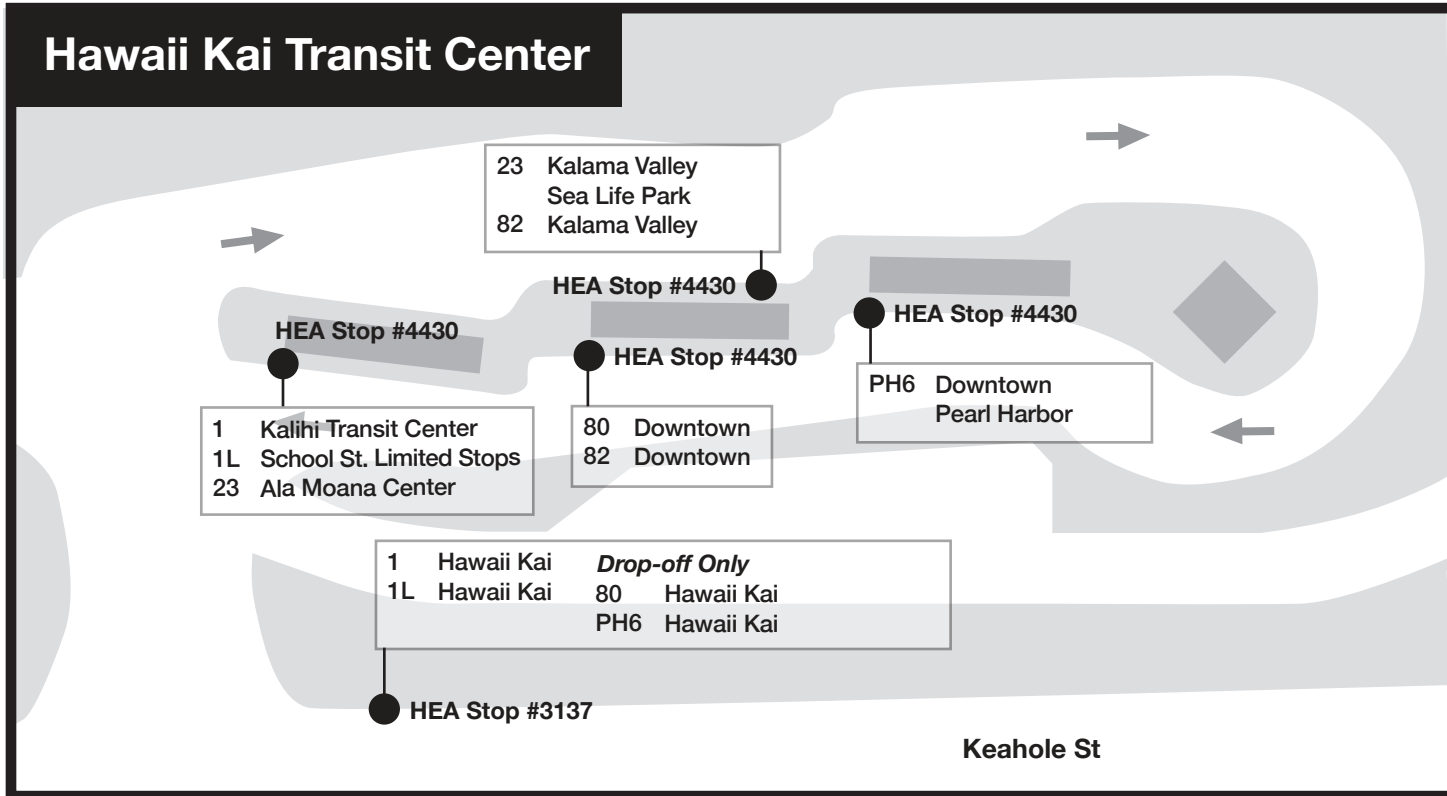 Hawaii Kai Transit Center
23 Kalama Valley
Sea Life Park
82 Kalama Valley
HEA Stop #4430
HEA Stop #4430
1 Kalihi Transit Center
1L School St. Limited Stops
23 Ala Moana Center
HEA Stop #4430
80 Downtown
82 Downtown
HEA Stop #4430
PH6 Downtown
Pearl Harbor
1 Hawaii Kai
1L Hawaii Kai
Drop-off Only
80 Hawaii Kai
PH6 Hawaii Kai
HEA Stop #3137
Keahole St